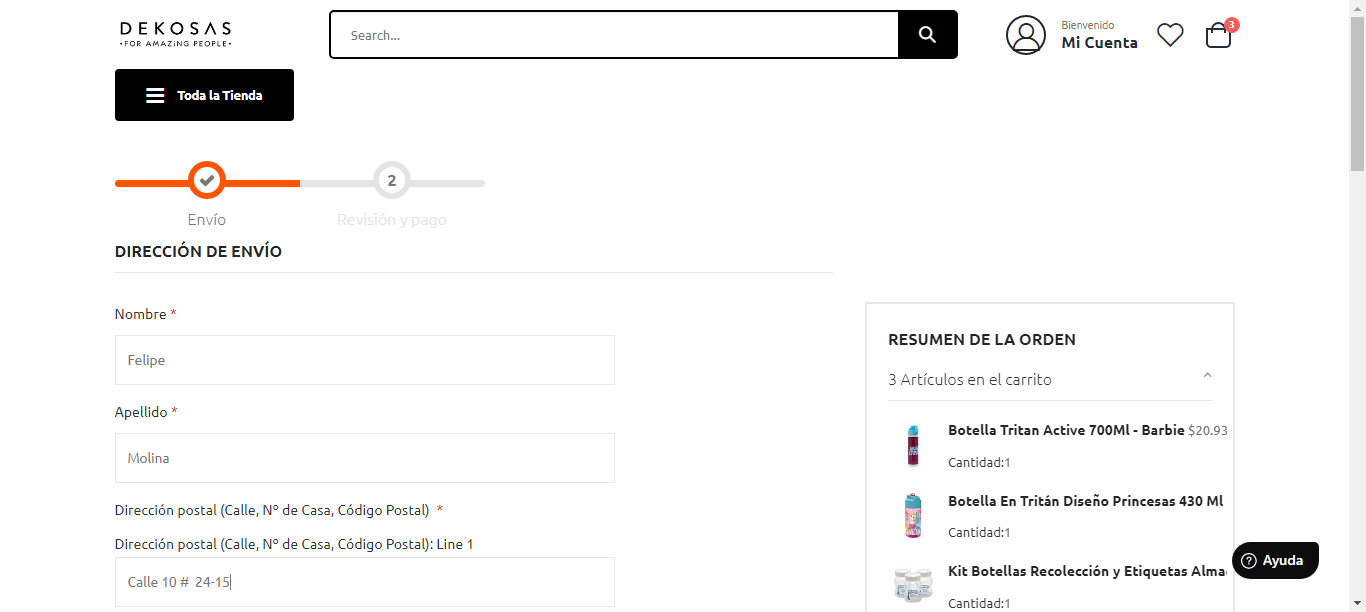 DEKOSAS
•FOR AMAZING PEOPLE•
Search...
Bienvenido
Mi Cuenta
3
Toda la Tienda
2
Envío
Revisión y pago
DIRECCIÓN DE ENVÍO
Nombre *
Felipe
Apellido *
Molina
Dirección postal (Calle, Nº de Casa, Código Postal) *
Dirección postal (Calle, Nº de Casa, Código Postal): Line 1
Calle 10 # 24-15
RESUMEN DE LA ORDEN
3 Artículos en el carrito
Botella Tritan Active 700Ml - Barbie $20.93
Cantidad:1
Botella En Tritán Diseño Princesas 430 Ml
Cantidad:1
Kit Botellas Recolección y Etiquetas Alma
Cantidad:1
? Ayuda